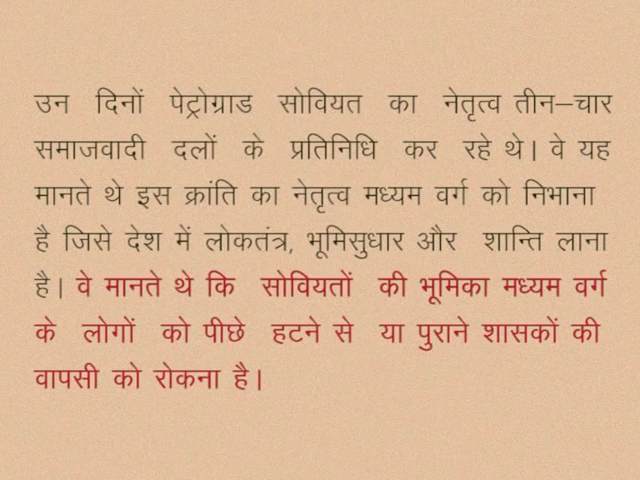 उन दिनों पेट्रोग्राड सोवियत का नेतृत्व तीन–चार
समाजवादी दलों के प्रतिनिधि कर रहे थे। वे यह
मानते थे इस क्रांति का नेतृत्व मध्यम वर्ग को निभाना
है जिसे देश में लोकतंत्र, भूमिसुधार और शान्ति लाना
है। वे मानते थे कि सोवियतों की भूमिका मध्यम वर्ग
के लोगों को पीछे हटने से या पुराने शासकों की
वापसी को रोकना है।